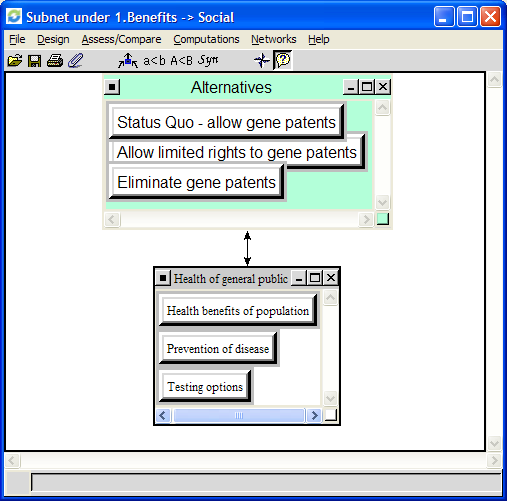 Subnet under 1.Benefits -> Social
File Design Assess/Compare Computations Networks Help
a<b A<B Syn
Alternatives
Status Quo - allow gene patents
Allow limited rights to gene patents
Eliminate gene patents
Health of general public
Health benefits of population
Prevention of disease
Testing options